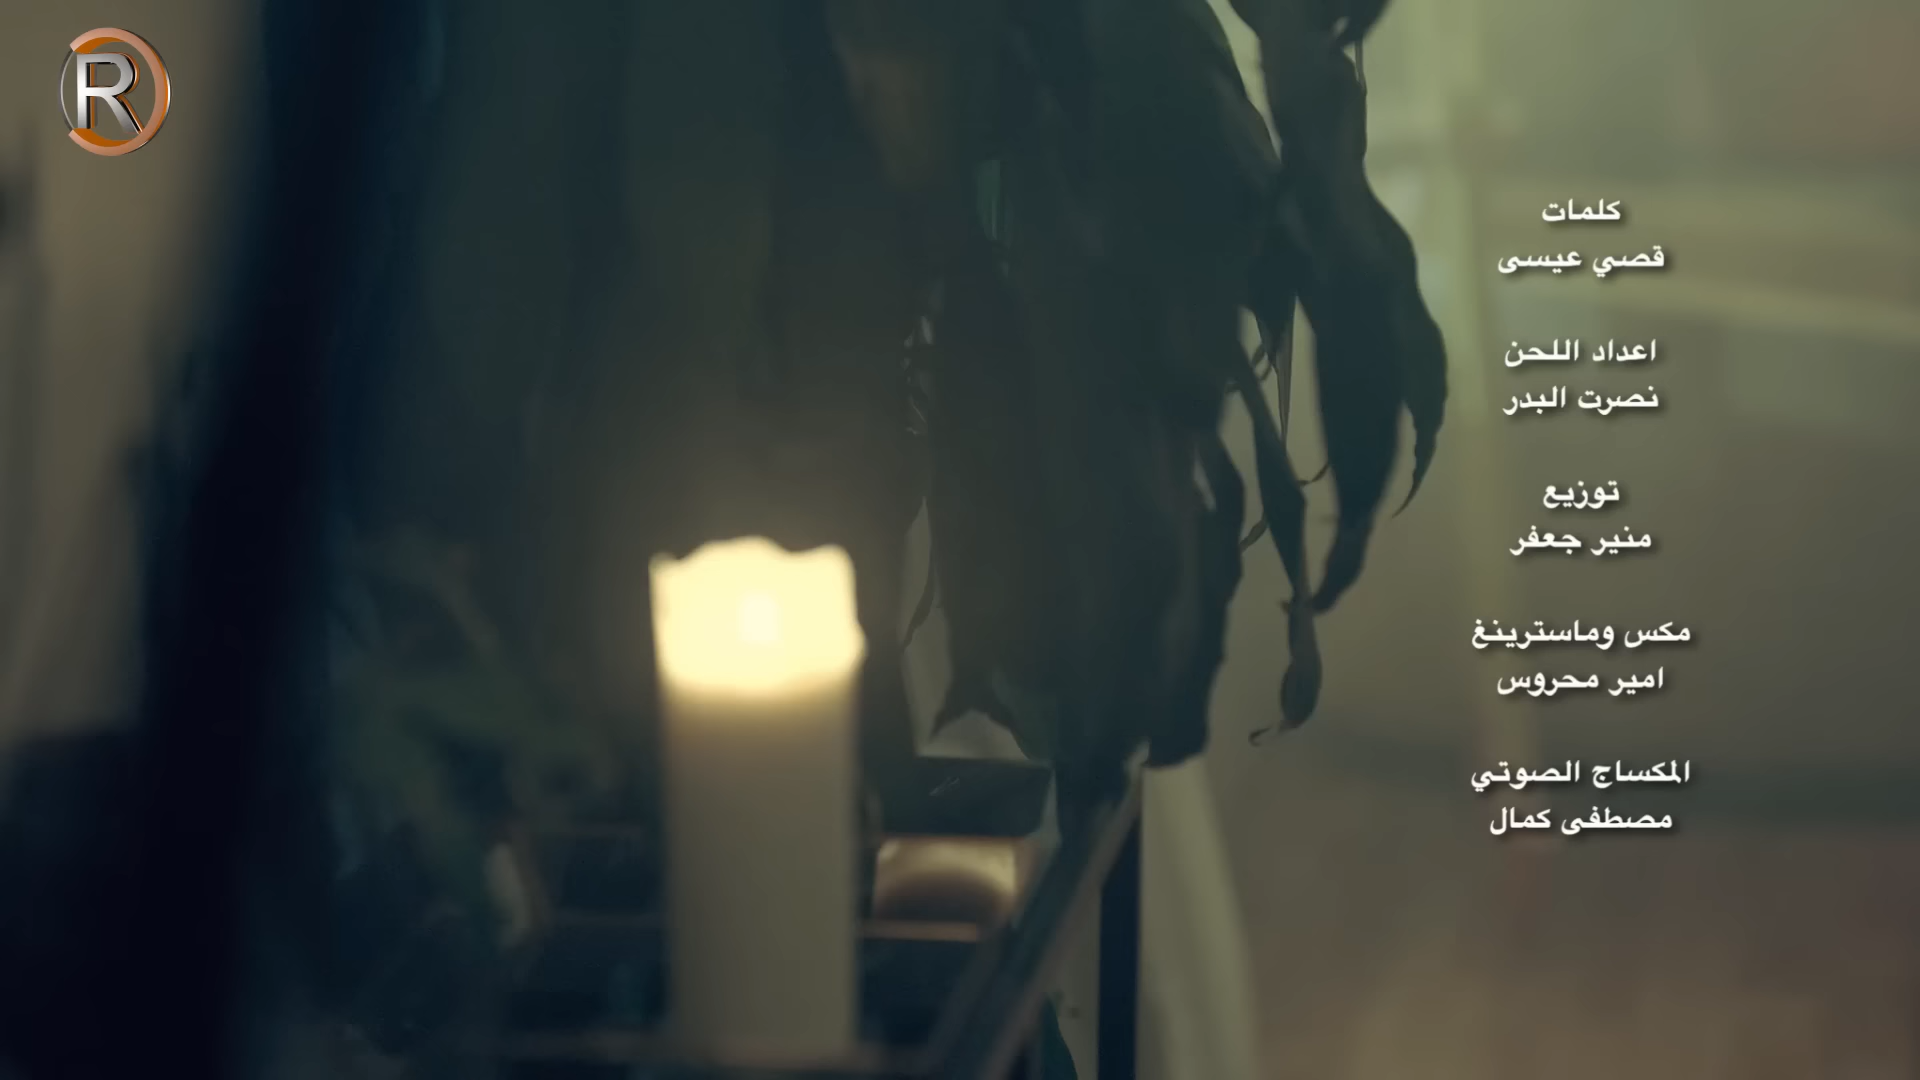 R
كلمات
قصي عيسى
اعداد اللحن
نصرت البدر
توزيع
منير جعفر
مكس وماسترينغ
امير محروس
المكساج الصوتي
مصطفى كمال